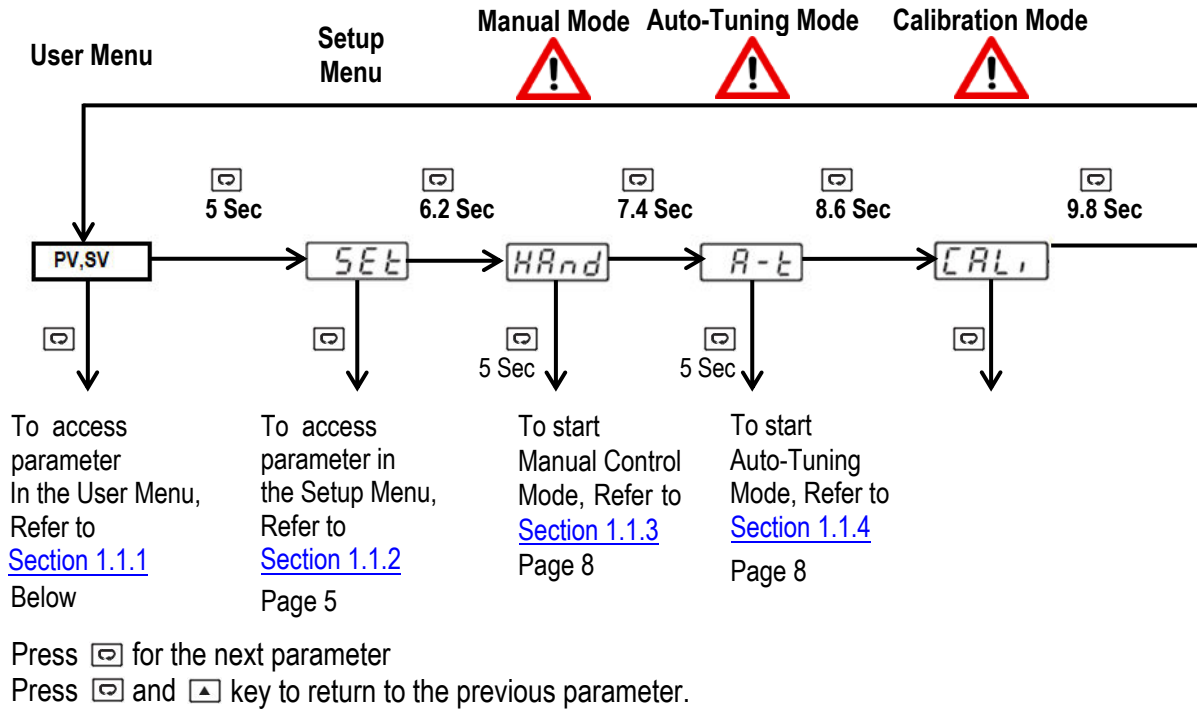 User Menu
Setup
Menu
Manual Mode
Auto-Tuning Mode
Calibration Mode
5 Sec
6.2 Sec
7.4 Sec
8.6 Sec
9.8 Sec
PV,SV
SEt
HAnd
A-t
CALi
5 Sec
5 Sec
To access
parameter
In the User Menu,
Refer to
Section 1.1.1
Below
To access
parameter in
the Setup Menu,
Refer to
Section 1.1.2
Page 5
To start
Manual Control
Mode, Refer to
Section 1.1.3
Page 8
To start
Auto-Tuning
Mode, Refer to
Section 1.1.4
Page 8
Press for the next parameter
Press and key to return to the previous parameter.